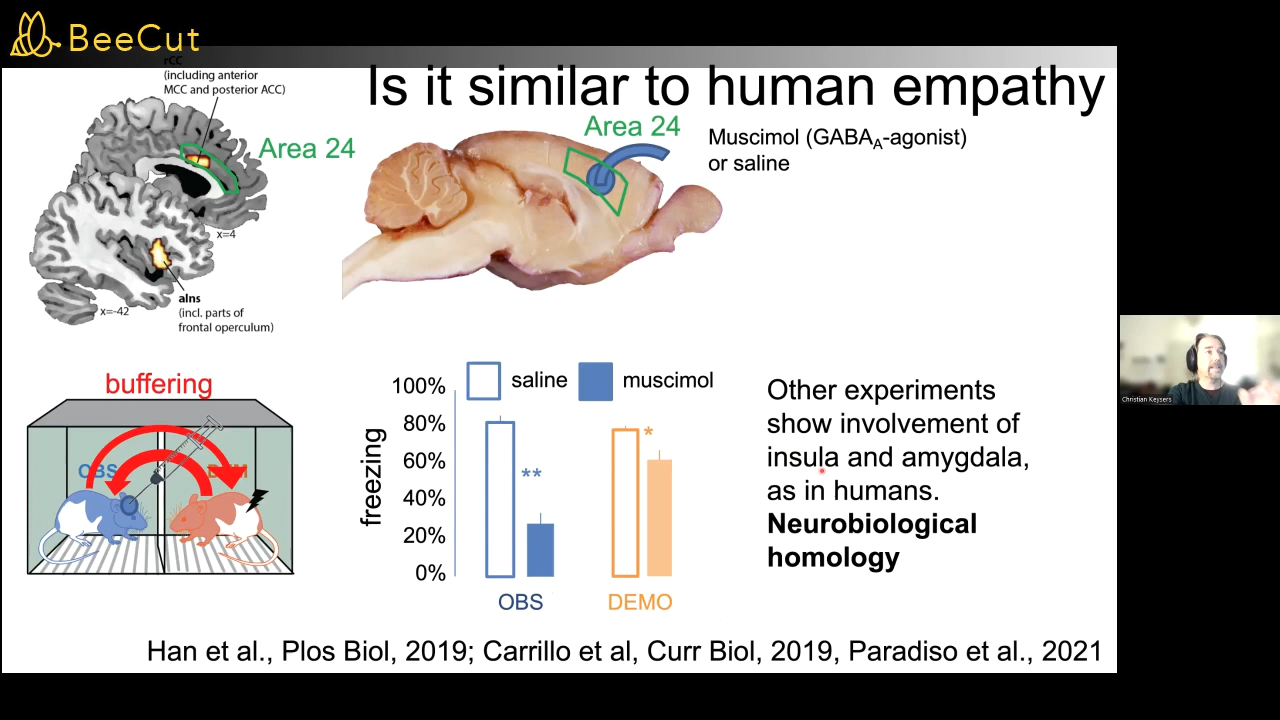 BeeCut
rCC
(including anterior
MCC and posterior ACC)
Is it similar to human empathy
Area 24
Area 24
Muscimol (GABAA-agonist)
or saline
x=4
aIns
(incl. parts of
frontal operculum)
x=-42
Christian Keysers
buffering
OBS
DEM
saline
muscimol
freezing
100%
80%
60%
40%
20%
0%
**
*
OBS
DEMO
Other experiments
show involvement of
insula and amygdala,
as in humans.
Neurobiological
homology
Han et al., Plos Biol, 2019; Carrillo et al, Curr Biol, 2019, Paradiso et al., 2021